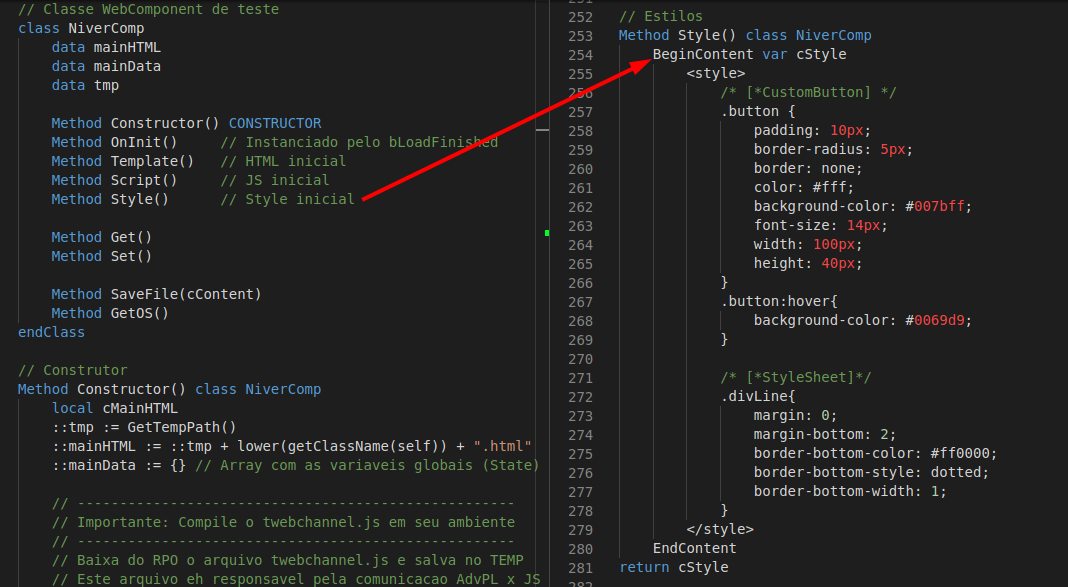 // Classe WebComponent de teste
class NiverComp
data mainHTML
data mainData
data tmp
Method Constructor() CONSTRUCTOR
Method OnInit() // Instanciado pelo bLoadFinished
Method Template() // HTML inicial
Method Script() // JS inicial
Method Style() // Style inicial
Method Get()
Method Set()
Method SaveFile(cContent)
Method GetOS()
endClass
// Construtor
Method Constructor() class NiverComp
local cMainHTML
::tmp := GetTempPath()
::mainHTML := ::tmp + lower(getClassName(self)) + ".html"
::mainData := {} // Array com as variaveis globais (State)
// ----------------------------------------------------
// Importante: Compile o twebchannel.js em seu ambiente
// ----------------------------------------------------
// Baixa do RPO o arquivo twebchannel.js e salva no TEMP
// Este arquivo eh responsavel pela comunicacao AdvPL x JS
251
252 // Estilos
253 Method Style() class NiverComp
254 BeginContent var cStyle
255 <style>
256 /* [*CustomButton] */
257 .button {
258 padding: 10px;
259 border-radius: 5px;
260 border: none;
261 color: #fff;
262 background-color: #007bff;
263 font-size: 14px;
264 width: 100px;
265 height: 40px;
266 }
267 .button:hover{
268 background-color: #0069d9;
269 }
270
271 /* [*StyleSheet]*/
272 .divLine{
273 margin: 0;
274 margin-bottom: 2;
275 border-bottom-color: #ff0000;
276 border-bottom-style: dotted;
277 border-bottom-width: 1;
278 }
279 </style>
280 EndContent
281 return cStyle
282